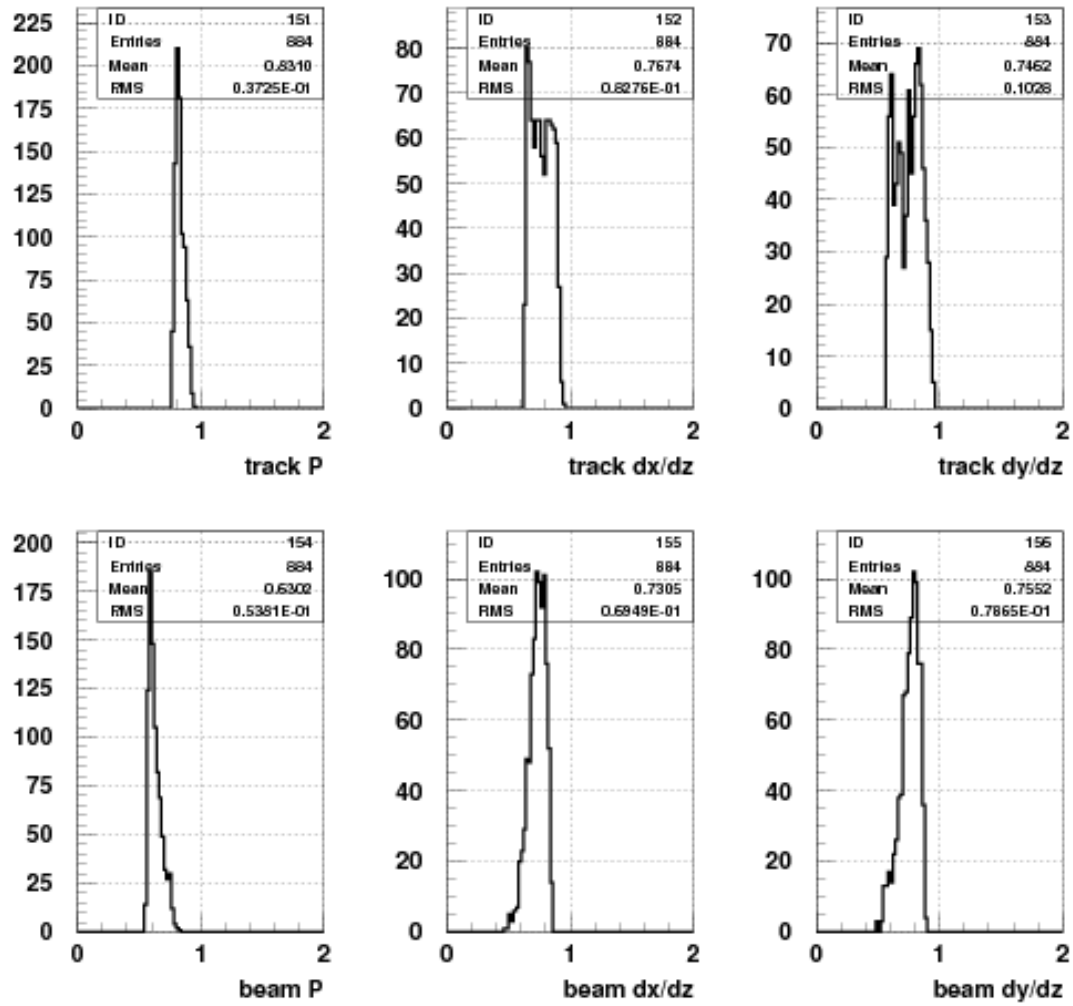 ID 151
Entries 884
Mean 0.8310
RMS 0.3725E-01
225
200
175
150
125
100
75
50
25
0
0 1 2
track P
ID 152
Entries 884
Mean 0.7674
RMS 0.8276E-01
80
70
60
50
40
30
20
10
0
0 1 2
track dx/dz
ID 153
Entries 884
Mean 0.7462
RMS 0.1028
70
60
50
40
30
20
10
0
0 1 2
track dy/dz
ID 154
Entries 884
Mean 0.6302
RMS 0.5381E-01
200
175
150
125
100
75
50
25
0
0 1 2
beam P
ID 155
Entries 884
Mean 0.7305
RMS 0.6949E-01
100
80
60
40
20
0
0 1 2
beam dx/dz
ID 156
Entries 884
Mean 0.7552
RMS 0.7865E-01
100
80
60
40
20
0
0 1 2
beam dy/dz